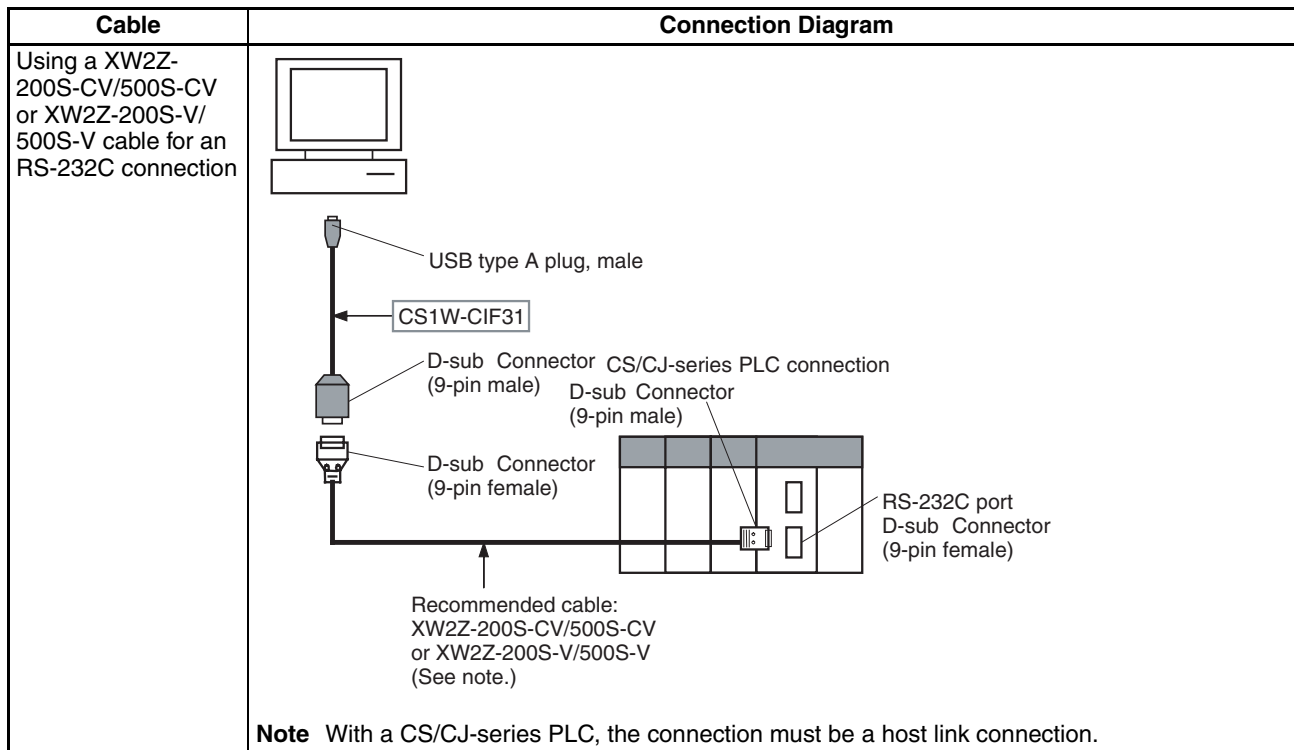 Cable
Connection Diagram
Using a XW2Z-
200S-CV/500S-CV
or XW2Z-200S-V/
500S-V cable for an
RS-232C connection
USB type A plug, male
CS1W-CIF31
D-sub Connector
(9-pin male)
CS/CJ-series PLC connection
D-sub Connector
(9-pin male)
D-sub Connector
(9-pin female)
RS-232C port
D-sub Connector
(9-pin female)
Recommended cable:
XW2Z-200S-CV/500S-CV
or XW2Z-200S-V/500S-V
(See note.)
Note With a CS/CJ-series PLC, the connection must be a host link connection.